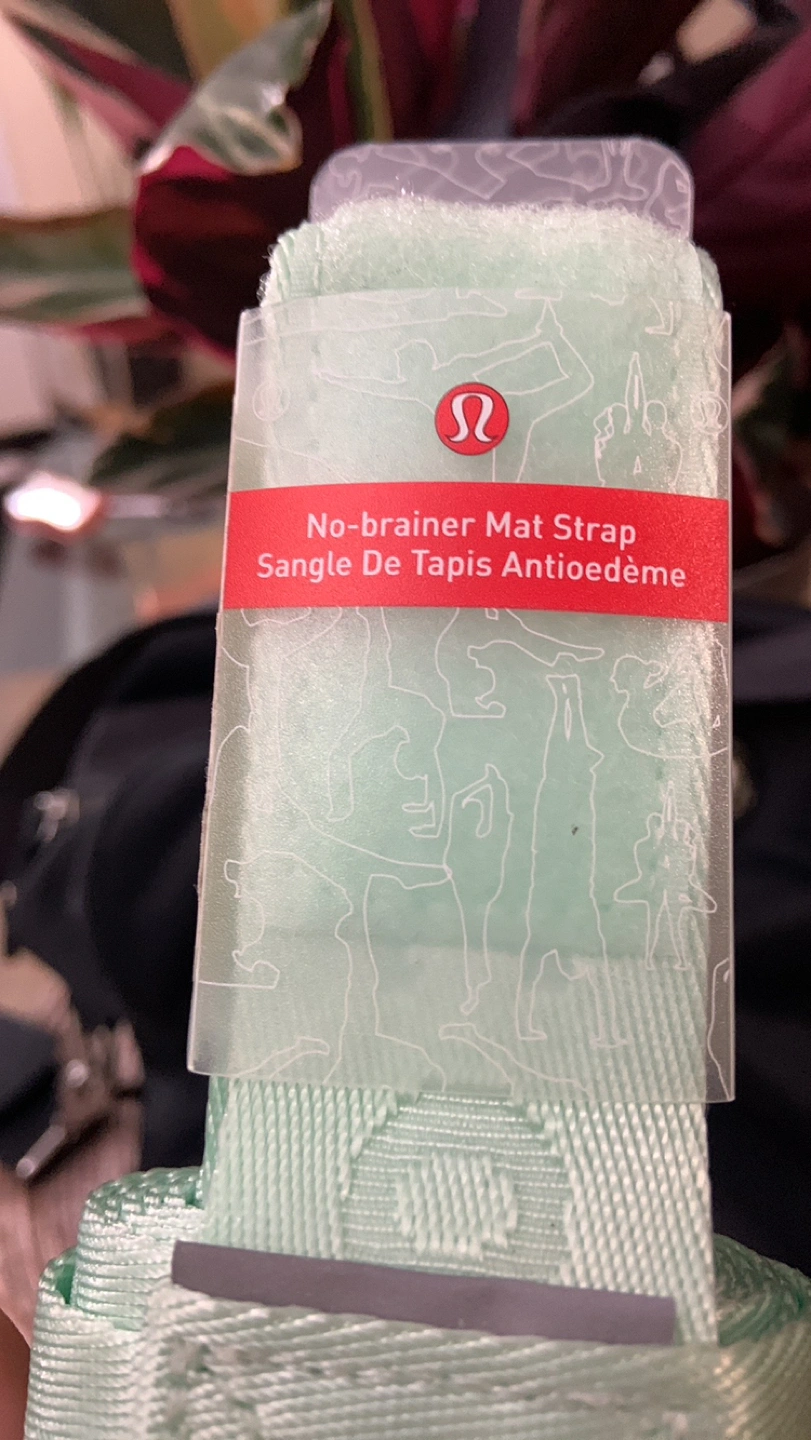 No-brainer Mat Strap
Sangle De Tapis Antioedème